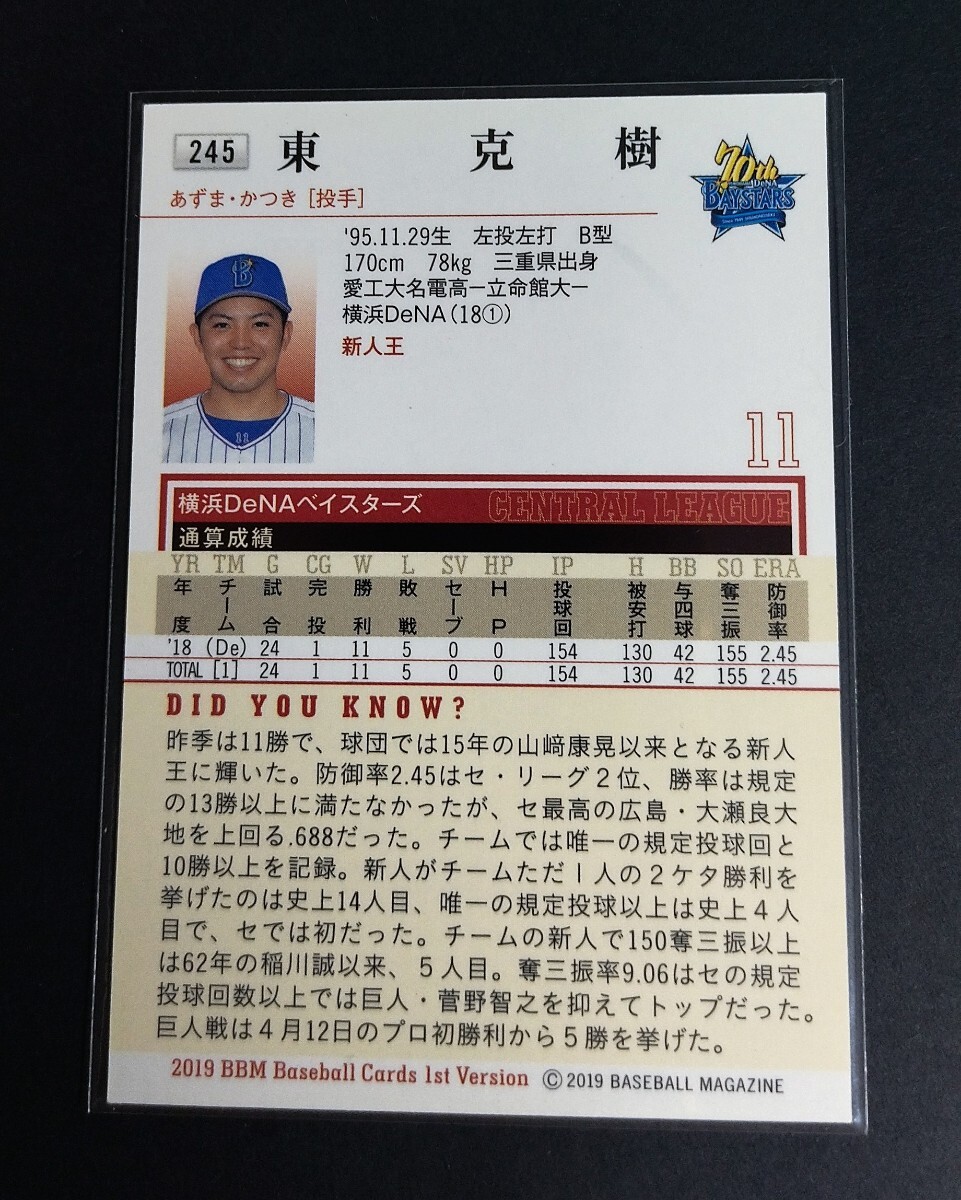 245 東 克 樹
70th
DeNA
BAYSTARS
あずま・かつき [投手]
'95.11.29生 左投左打 B型
170cm 78kg 三重県出身
愛工大名電高ー立命館大ー
横浜DeNA(18①)
新人王
B
11
11
横浜DeNAベイスターズ CENTRAL LEAGUE
通算成績
YR TM G CG W L SV HP IP H BB SO ERA
年度 チーム 試合 完投 勝利 敗戦 セーブ HP 投球回 被安打 与四球 奪三振 防御率
'18 (De) 24 1 11 5 0 0 154 130 42 155 2.45
TOTAL [1] 24 1 11 5 0 0 154 130 42 155 2.45
DID YOU KNOW?
昨季は11勝で、球団では15年の山﨑康晃以来となる新人
王に輝いた。防御率2.45はセ・リーグ2位、勝率は規定
の13勝以上に満たなかったが、セ最高の広島・大瀬良大
地を上回る.688だった。チームでは唯一の規定投球回と
10勝以上を記録。新人がチームただ1人の2ケタ勝利を
挙げたのは史上14人目、唯一の規定投球以上は史上4人
目で、セでは初だった。チームの新人で150奪三振以上
は62年の稲川誠以来、5人目。奪三振率9.06はセの規定
投球回数以上では巨人・菅野智之を抑えてトップだった。
巨人戦は4月12日のプロ初勝利から5勝を挙げた。
2019 BBM Baseball Cards 1st Version © 2019 BASEBALL MAGAZINE